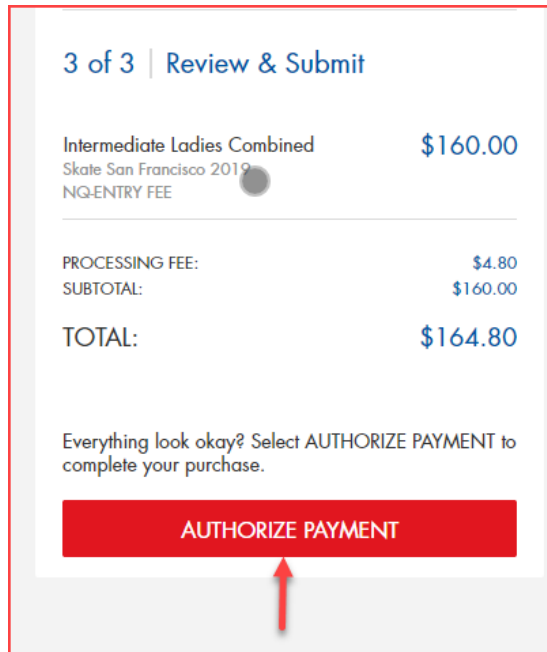 3 of 3 | Review & Submit
Intermediate Ladies Combined $160.00
Skate San Francisco 2019
NQ-ENTRY FEE
PROCESSING FEE: $4.80
SUBTOTAL: $160.00
TOTAL: $164.80
Everything look okay? Select AUTHORIZE PAYMENT to
complete your purchase.
AUTHORIZE PAYMENT